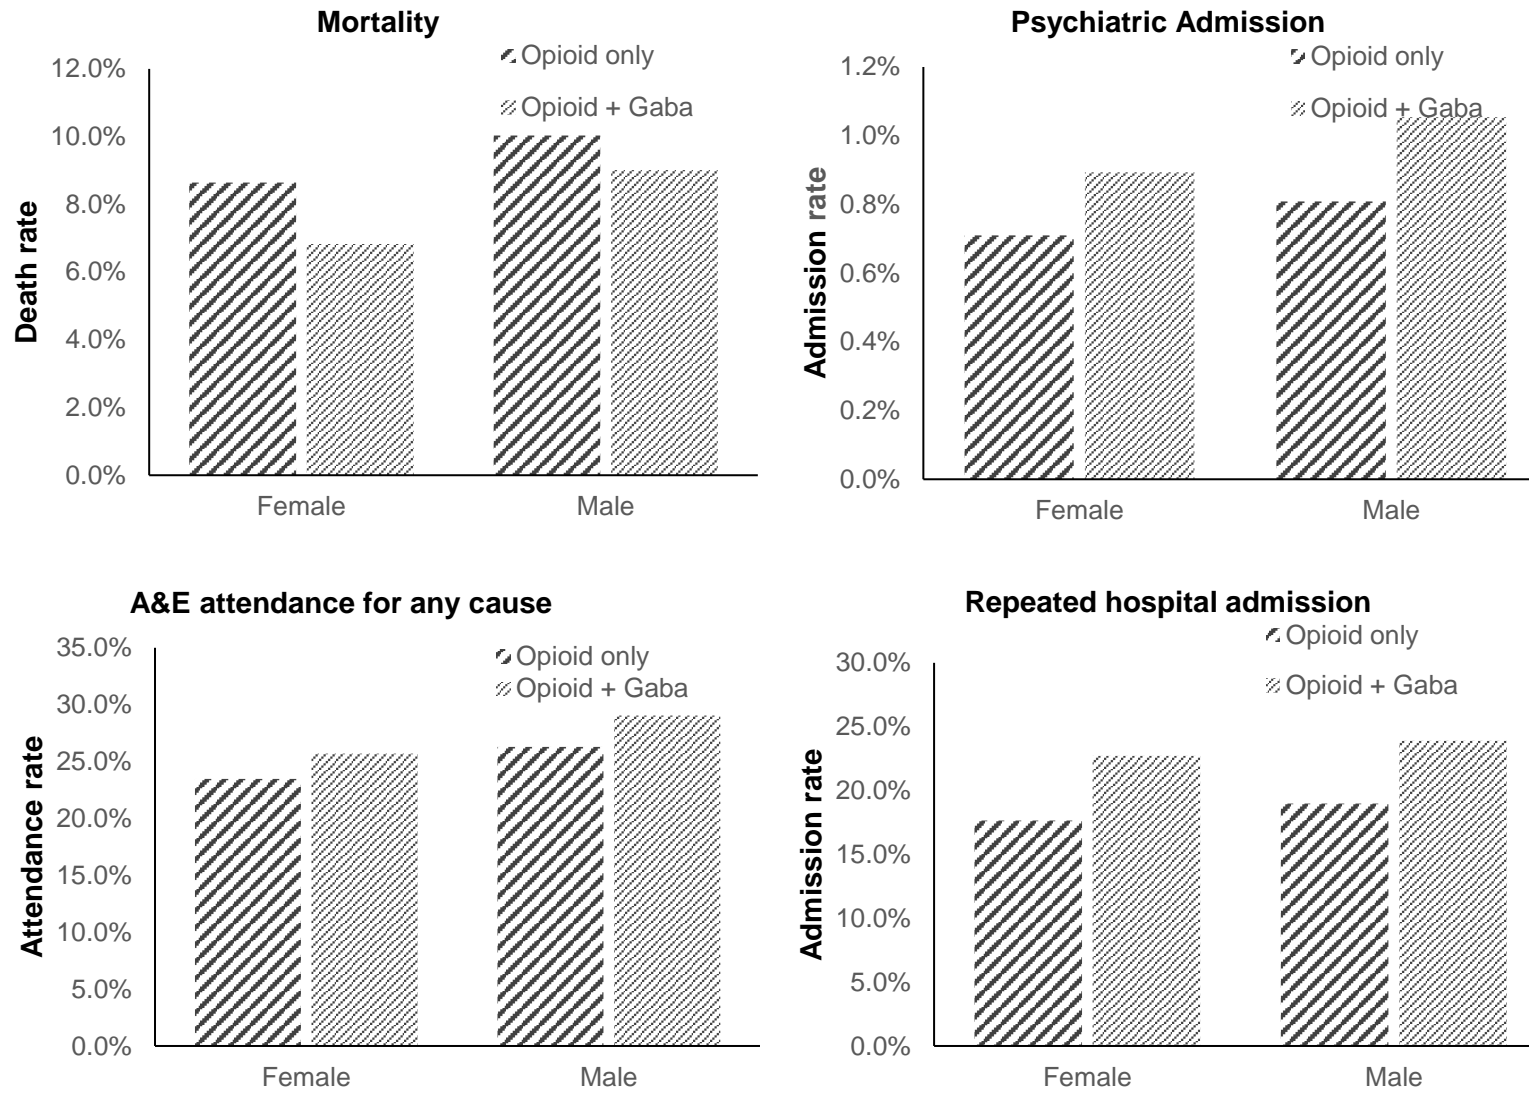 Mortality
Opioid only
Opioid + Gaba
12.0%
10.0%
8.0%
6.0%
4.0%
2.0%
0.0%
Death rate
Female
Male
Psychiatric Admission
Opioid only
Opioid + Gaba
1.2%
1.0%
0.8%
0.6%
0.4%
0.2%
0.0%
Admission rate
Female
Male
A&E attendance for any cause
Opioid only
Opioid + Gaba
35.0%
30.0%
25.0%
20.0%
15.0%
10.0%
5.0%
0.0%
Attendance rate
Female
Male
Repeated hospital admission
Opioid only
Opioid + Gaba
30.0%
25.0%
20.0%
15.0%
10.0%
5.0%
0.0%
Admission rate
Female
Male